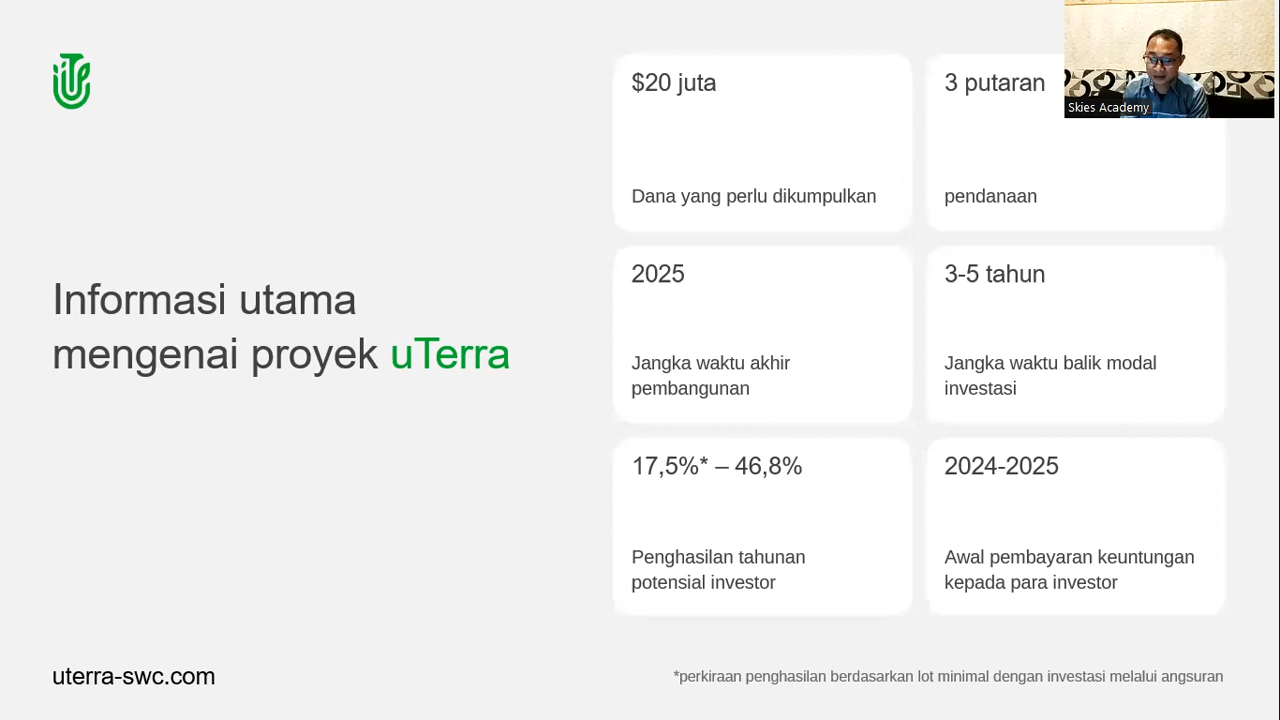 $20 juta
Dana yang perlu dikumpulkan
3 putaran
pendanaan
Skies Academy
Informasi utama
mengenai proyek uTerra
2025
Jangka waktu akhir
pembangunan
3-5 tahun
Jangka waktu balik modal
investasi
17,5%* – 46,8%
Penghasilan tahunan
potensial investor
2024-2025
Awal pembayaran keuntungan
kepada para investor
uterra-swc.com
*perkiraan penghasilan berdasarkan lot minimal dengan investasi melalui angsuran